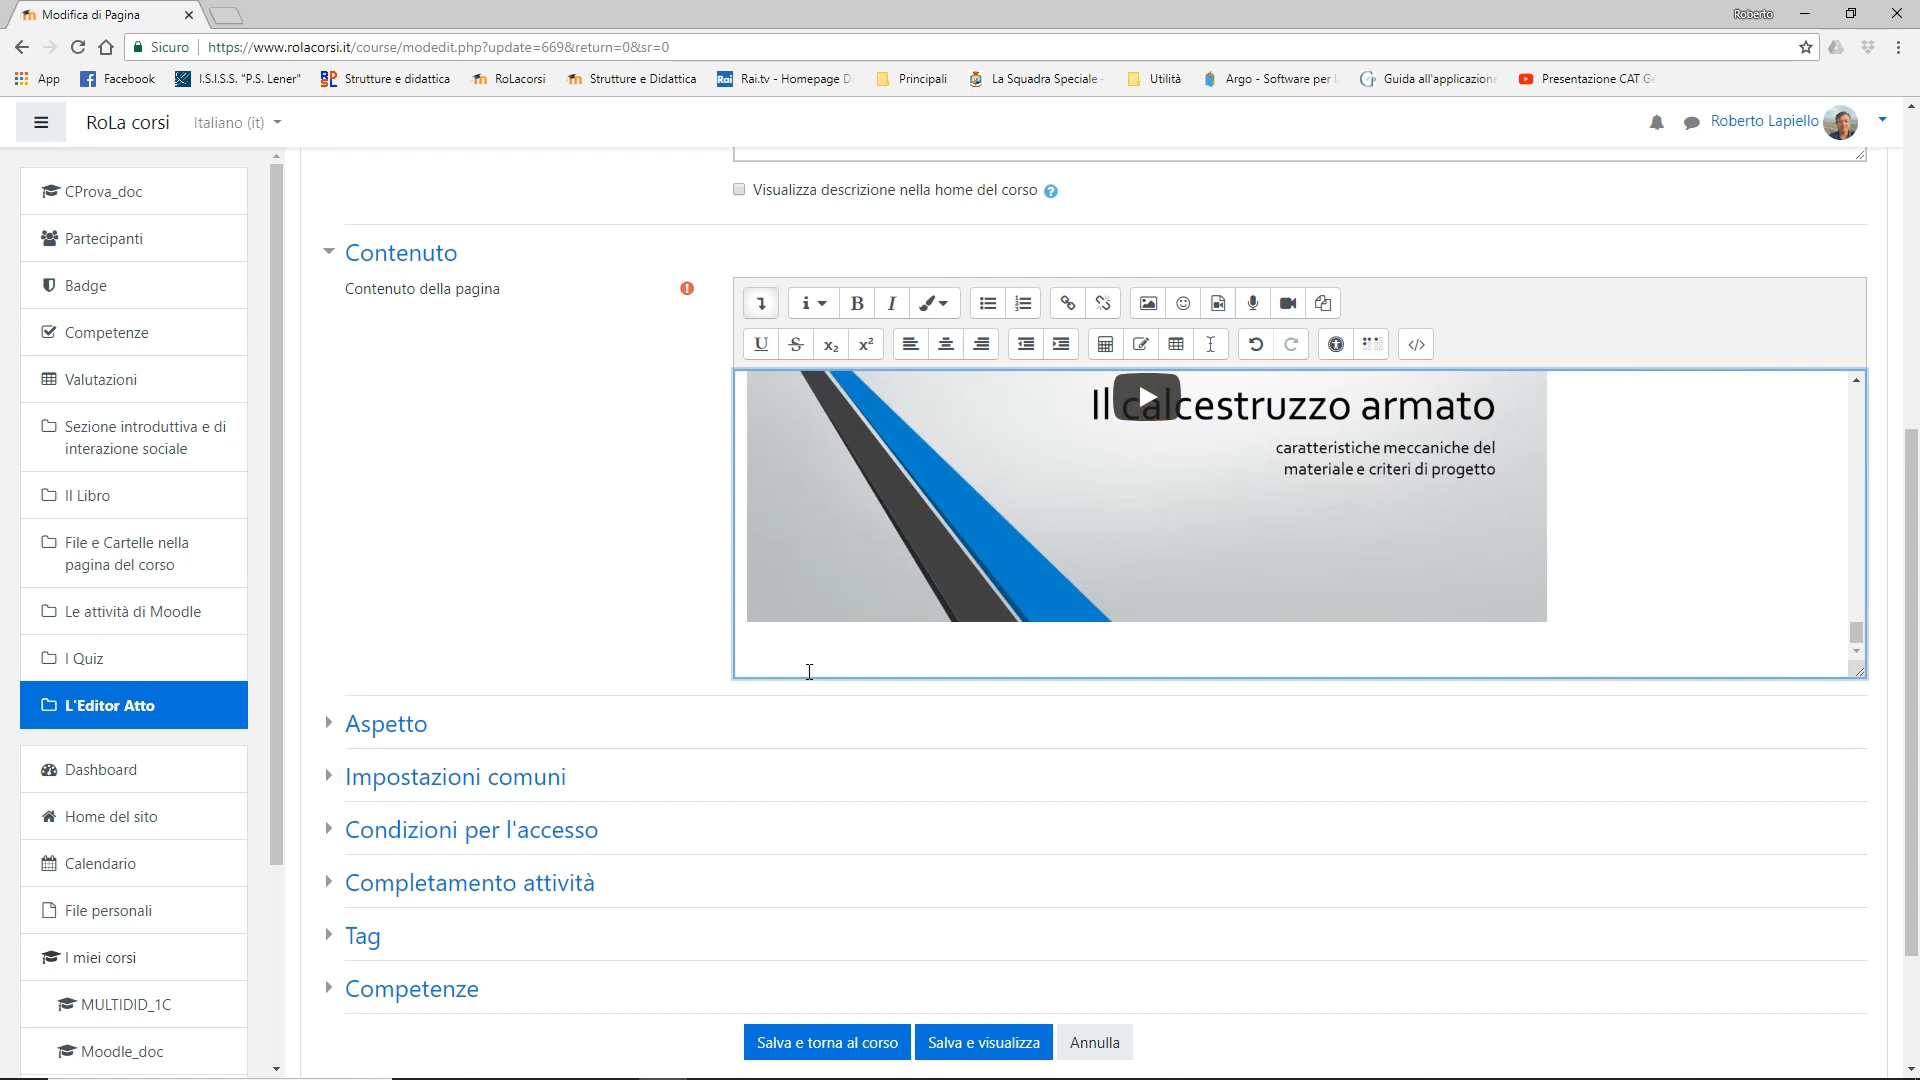 Modifica di Pagina
Roberto
Sicuro https://www.rolacorsi.it/course/modedit.php?update=669&return=0&sr=0
App Facebook I.S.I.S.S. "P.S. Lener" Strutture e didattica RoLacorsi Strutture e Didattica Rai.tv - Homepage Principali La Squadra Speciale Utilità Argo - Software per Guida all'applicazion Presentazione CAT
RoLa corsi Italiano (it) Roberto Lapiello
CProva_doc
Partecipanti
Badge
Competenze
Valutazioni
Sezione introduttiva e di
interazione sociale
Il Libro
File e Cartelle nella
pagina del corso
Le attività di Moodle
I Quiz
L'Editor Atto
Dashboard
Home del sito
Calendario
File personali
I miei corsi
MULTIDID_1C
Moodle_doc
Visualizza descrizione nella home del corso
Contenuto
Contenuto della pagina
Il calcestruzzo armato
caratteristiche meccaniche del
materiale e criteri di progetto
Aspetto
Impostazioni comuni
Condizioni per l'accesso
Completamento attività
Tag
Competenze
Salva e torna al corso Salva e visualizza Annulla